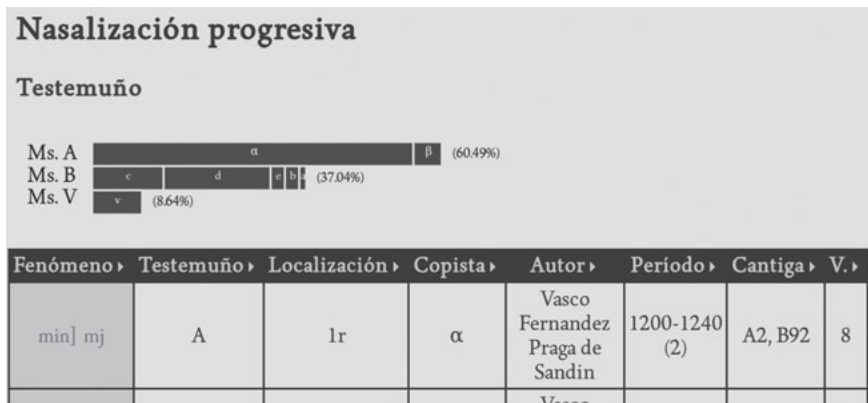 Nasalización progresiva
Testemuño
Ms. A α β (60.49%)
Ms. B c d e b a (37.04%)
Ms. V v (8.64%)
Fenómeno Testemuño Localización Copista Autor Período Cantiga V.
min] mj A 1r α Vasco Fernandez Praga de Sandin 1200-1240 (2) A2, B92 8
Vasco